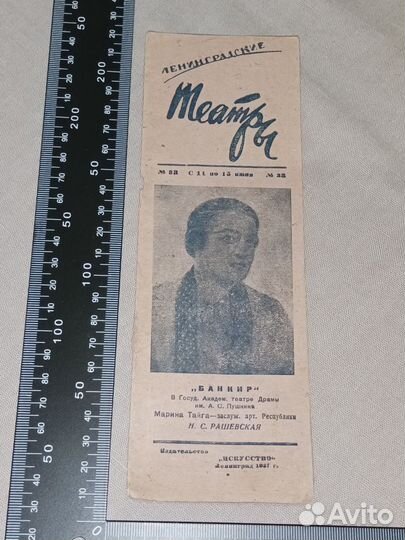 ЛЕНИНГРАДСКИЕ
Театры
№ 33 С 11 по 15 июня № 33
„БАНКИР"
В Госуд. Академ. театре Драмы
им. А. С. Пушкина
Марина Тайга—заслуж. арт. Республики
Н. С. РАШЕВСКАЯ
Издательство
„ИСКУССТВО"
Ленинград 1937 г.
Avito